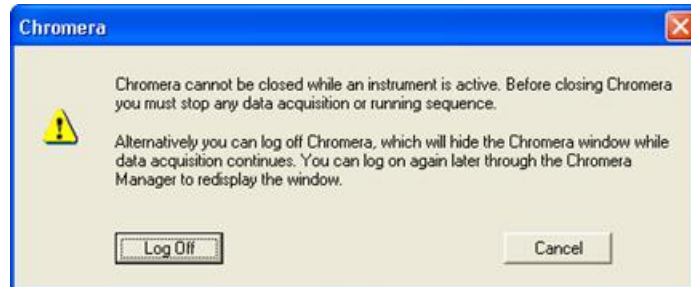 Chromera
Chromera cannot be closed while an instrument is active. Before closing Chromera
you must stop any data acquisition or running sequence.
Alternatively you can log off Chromera, which will hide the Chromera window while
data acquisition continues. You can log on again later through the Chromera
Manager to redisplay the window.
Log Off
Cancel